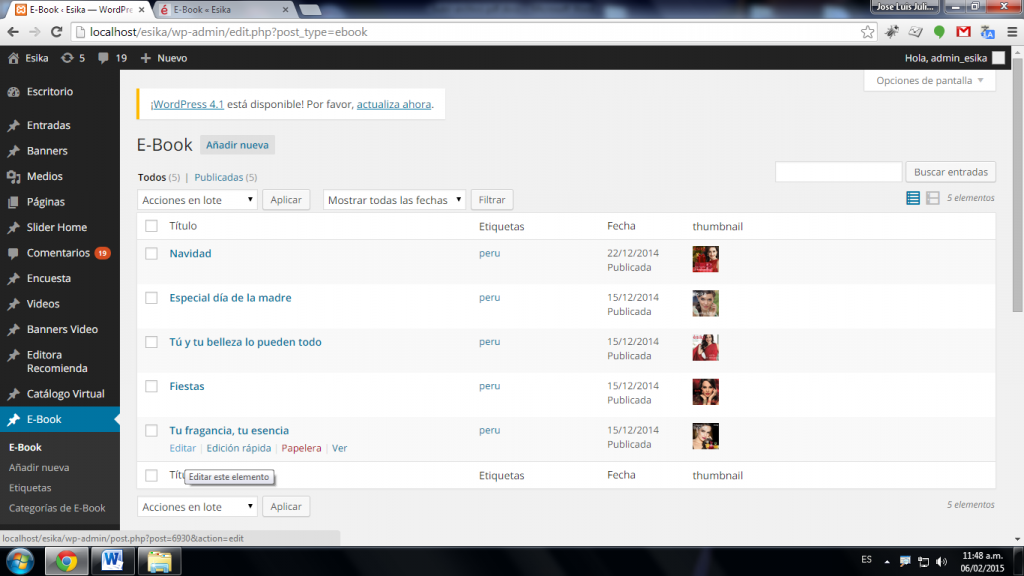 E-Book ‹ Esika — WordPre
E-Book « Esika
Jose Luis Juli...
localhost/esika/wp-admin/edit.php?post_type=ebook
Esika 5 19 Nuevo
Hola, admin_esika
Opciones de pantalla
Escritorio
Entradas
Banners
Medios
Páginas
Slider Home
Comentarios 19
Encuesta
Videos
Banners Video
Editora
Recomienda
Catálogo Virtual
E-Book
E-Book
Añadir nueva
Etiquetas
Categorías de E-Book
¡WordPress 4.1 está disponible! Por favor, actualiza ahora.
E-Book Añadir nueva
Todos (5) | Publicadas (5)
Buscar entradas
Acciones en lote Aplicar Mostrar todas las fechas Filtrar
5 elementos
Título Etiquetas Fecha thumbnail
Navidad peru 22/12/2014
Publicada
Especial día de la madre peru 15/12/2014
Publicada
Tú y tu belleza lo pueden todo peru 15/12/2014
Publicada
Fiestas peru 15/12/2014
Publicada
Tu fragancia, tu esencia peru 15/12/2014
Editar | Edición rápida | Papelera | Ver Publicada
Títu Etiquetas Fecha thumbnail
Editar este elemento
Acciones en lote Aplicar
5 elementos
localhost/esika/wp-admin/post.php?post=6930&action=edit
ES
11:48 a.m.
06/02/2015